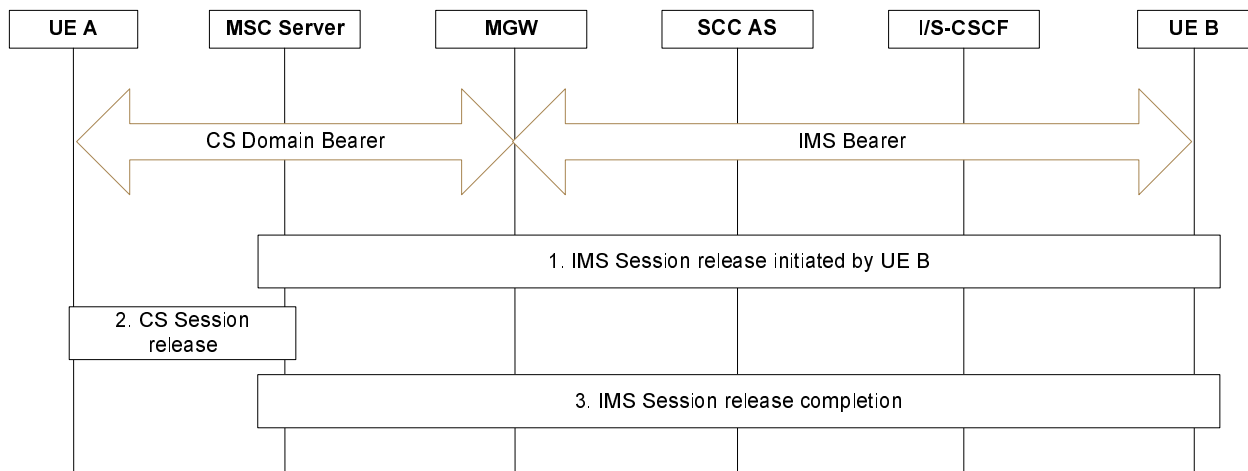 UE A
MSC Server
MGW
SCC AS
I/S-CSCF
UE B
CS Domain Bearer
IMS Bearer
1. IMS Session release initiated by UE B
2. CS Session
release
3. IMS Session release completion